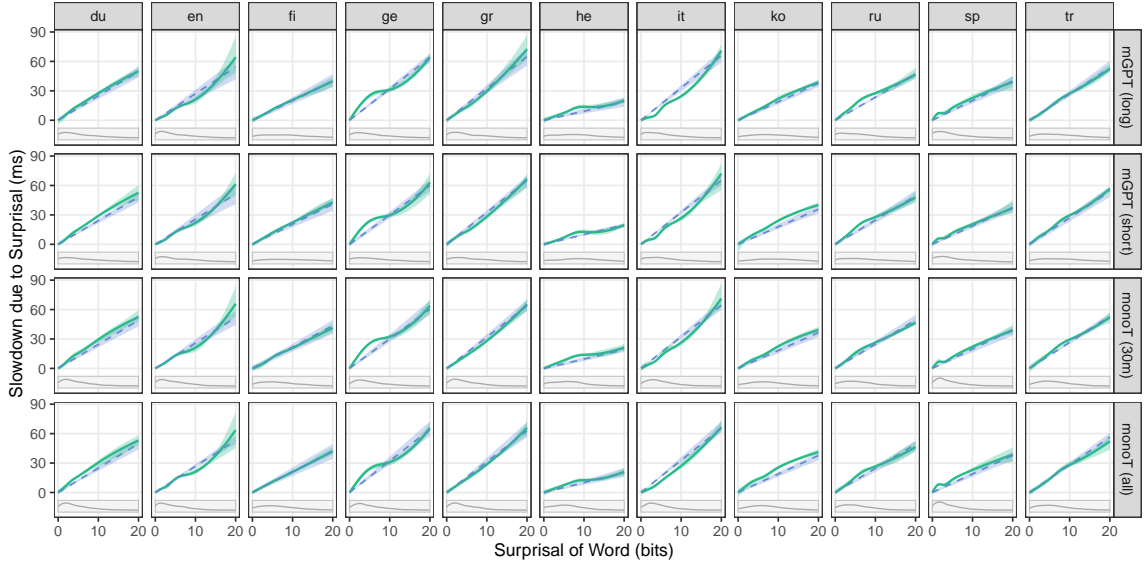 du en fi ge gr he it ko ru sp tr
90
60
30
0
mGPT (long)
90
60
30
0
mGPT (short)
90
60
30
0
monoT (30m)
90
60
30
0
monoT (all)
Slowdown due to Surprisal (ms)
0 10 20 0 10 20 0 10 20 0 10 20 0 10 20 0 10 20 0 10 20 0 10 20 0 10 20 0 10 20 0 10 20
Surprisal of Word (bits)